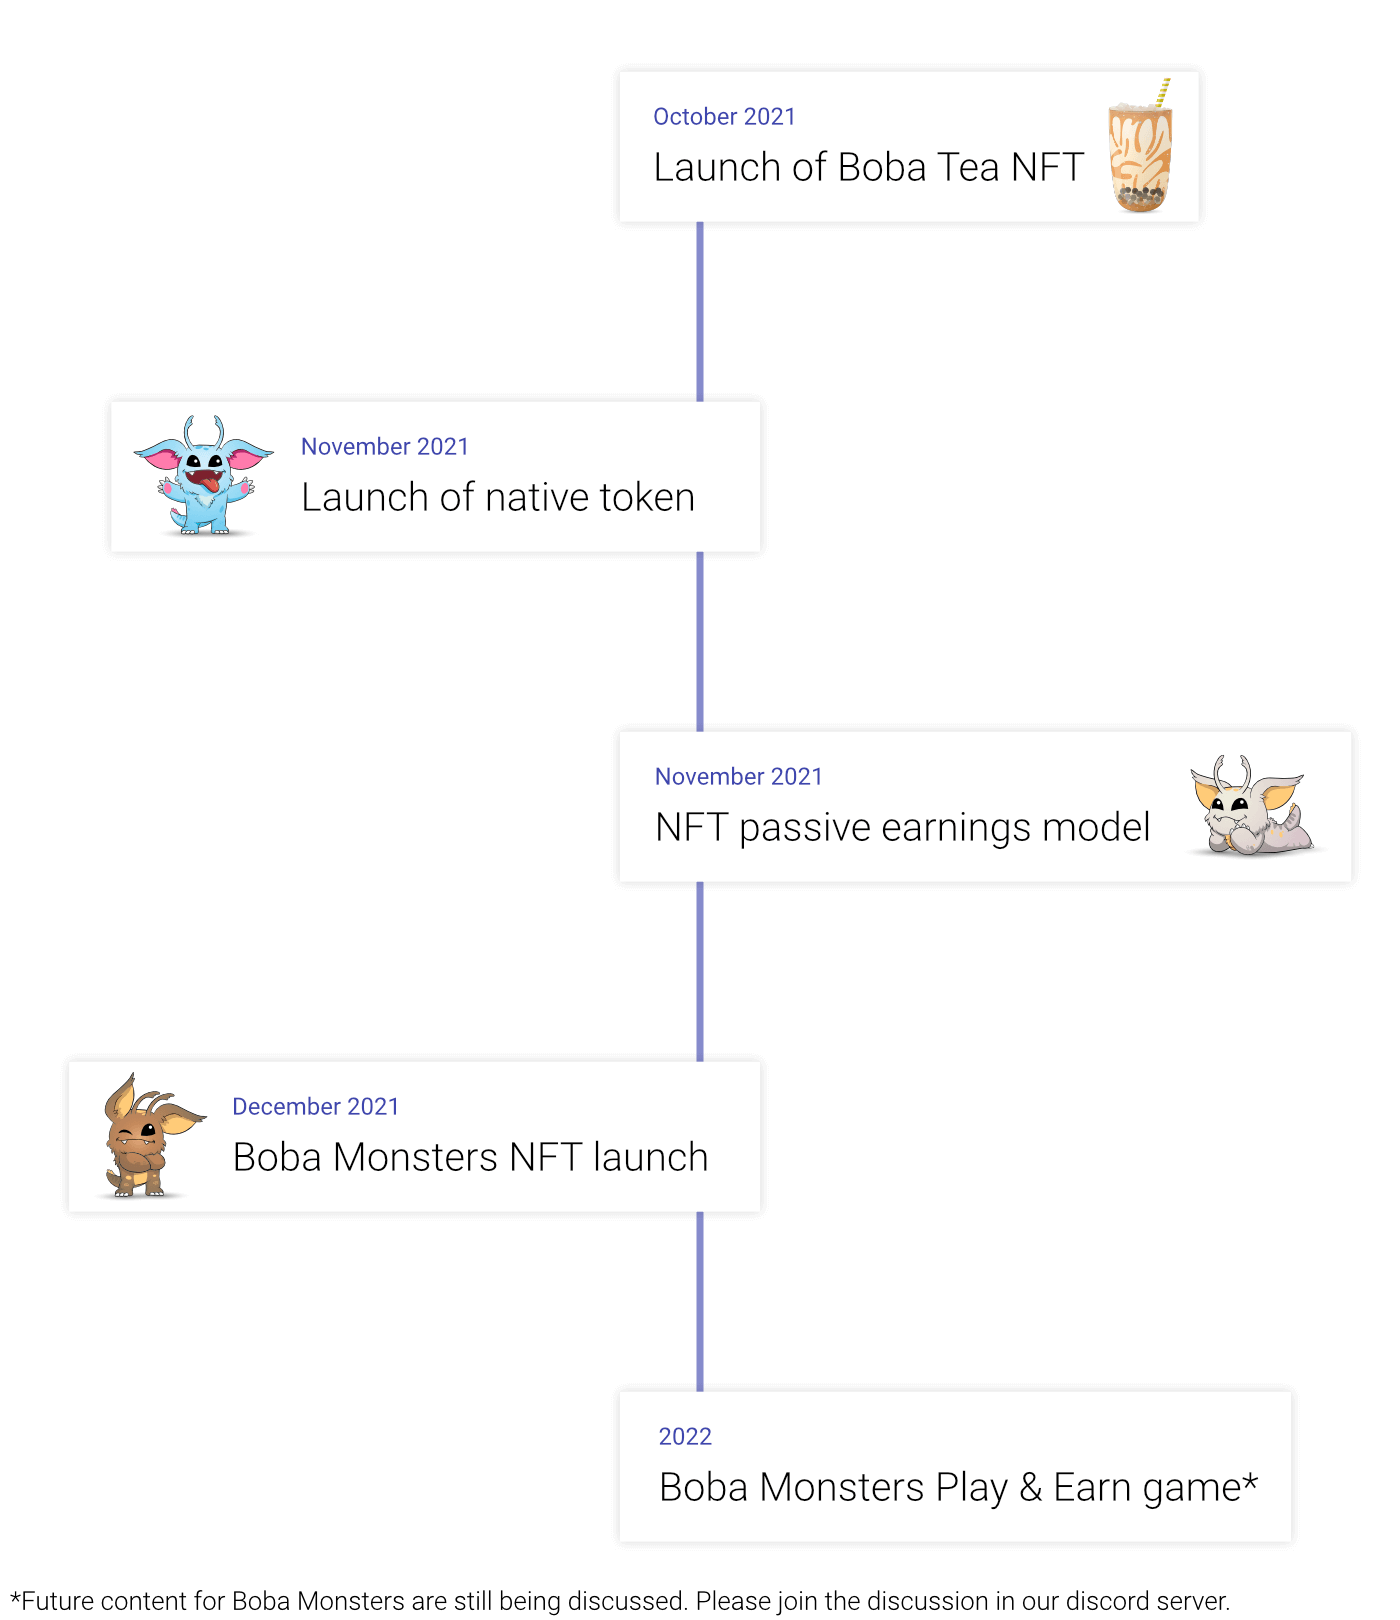 October 2021
Launch of Boba Tea NFT
November 2021
Launch of native token
November 2021
NFT passive earnings model
December 2021
Boba Monsters NFT launch
2022
Boba Monsters Play & Earn game*
*Future content for Boba Monsters are still being discussed. Please join the discussion in our discord server.